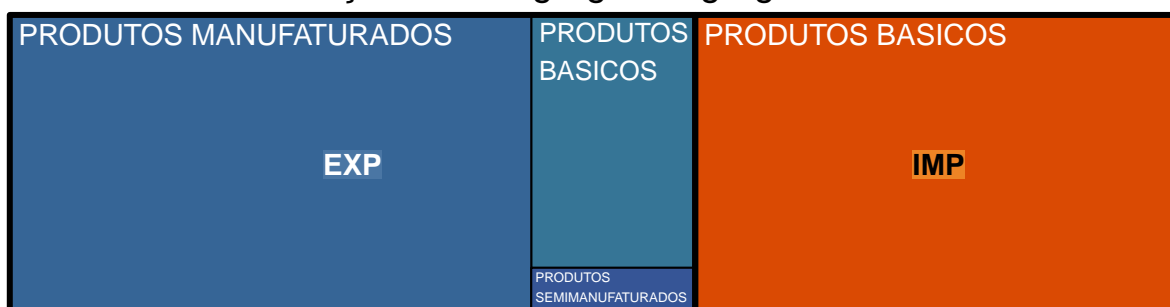 PRODUTOS MANUFATURADOS
EXP
PRODUTOS
BASICOS
PRODUTOS
SEMIMANUFATURADOS
PRODUTOS BASICOS
IMP